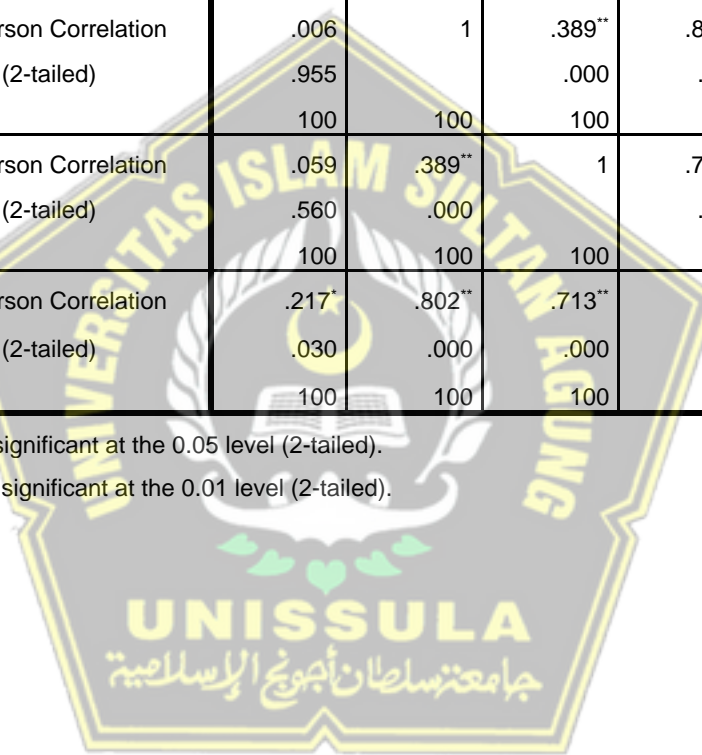 rson Correlation .006 1 .389** .8
(2-tailed) .955 .000 .
100 100 100
rson Correlation .059 .389** 1 .7
(2-tailed) .560 .000 .
100 100 100
rson Correlation .217* .802** .713**
(2-tailed) .030 .000 .000
100 100 100
significant at the 0.05 level (2-tailed).
significant at the 0.01 level (2-tailed).
UNIVERSITAS ISLAM SULTAN AGUNG
UNISSULA
جامعة سلطان أجونج الإسلامية